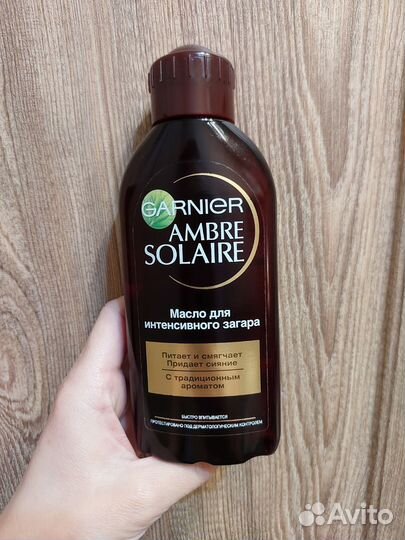 GARNIER
AMBRE
SOLAIRE
Масло для
интенсивного загара
Питает и смягчает
Придает сияние
С традиционным
ароматом
БЫСТРО ВПИТЫВАЕТСЯ
ПРОТЕСТИРОВАНО ПОД ДЕРМАТОЛОГИЧЕСКИМ КОНТРОЛЕМ
Avito